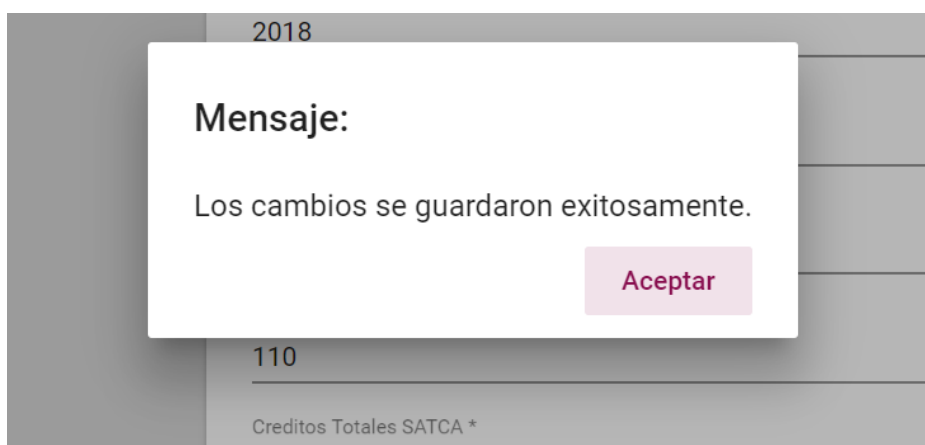 2018
Mensaje:
Los cambios se guardaron exitosamente.
Aceptar
110
Creditos Totales SATCA *